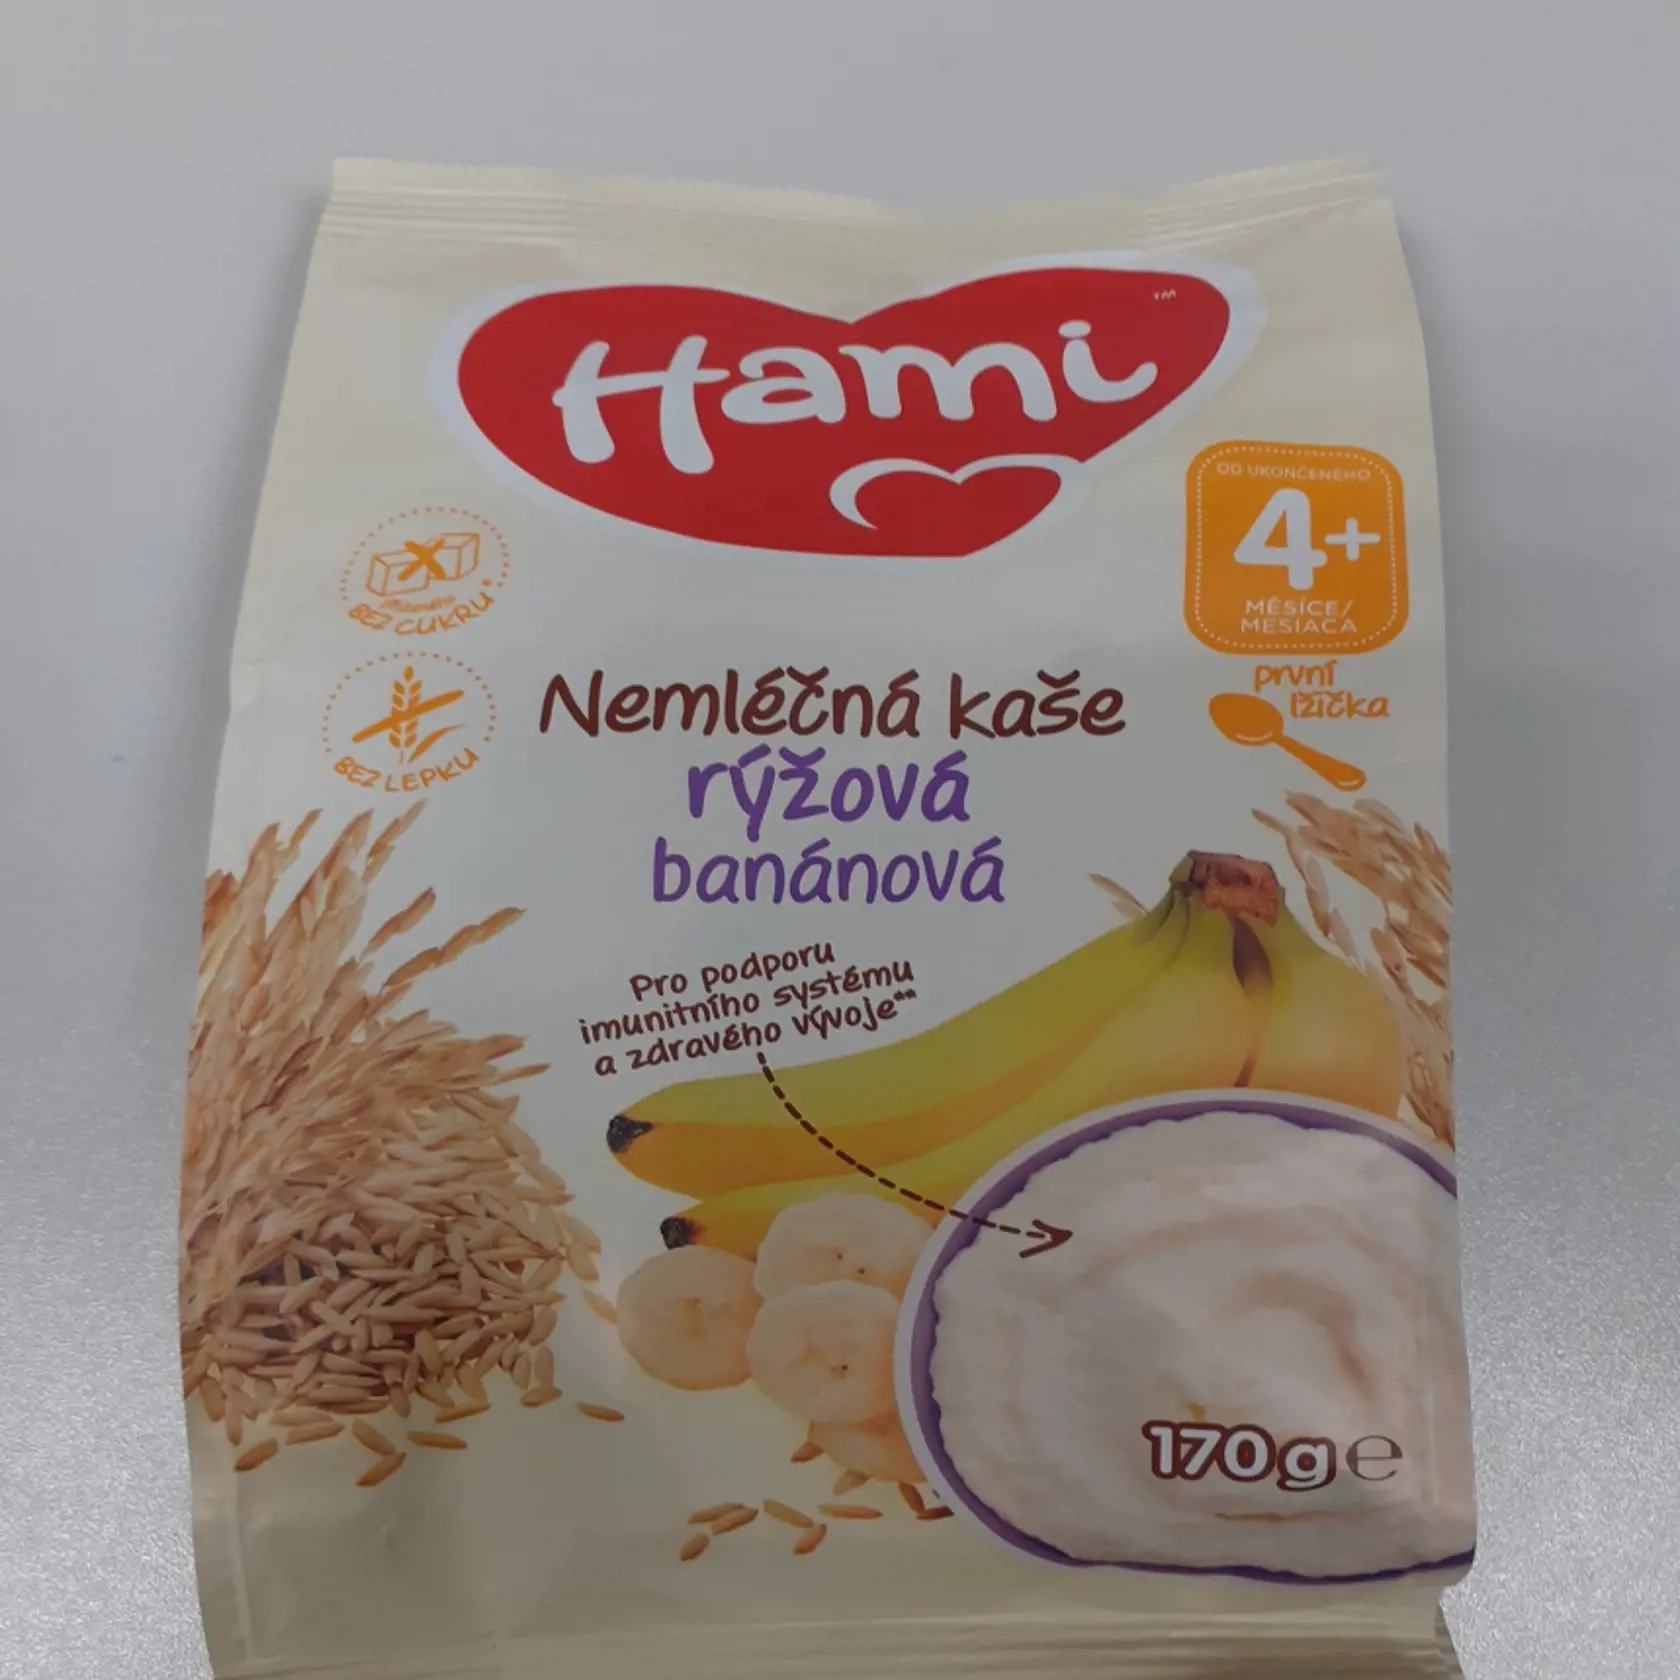 Hami
™
OD UKONČENÉHO
4+
MĚSÍCE/
MESIACA
první
lžička
přidaného
BEZ CUKRU*
BEZ LEPKU
Nemléčná kaše
rýžová
banánová
Pro podporu
imunitního systému
a zdravého vývoje**
170g e